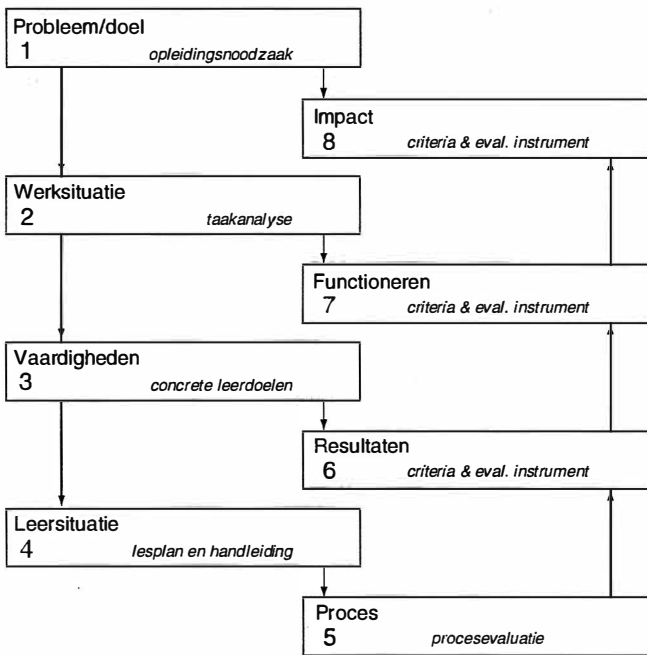 Probleem/doel
1 opleidingsnoodzaak
Impact
8 criteria & eval. instrument
Werksituatie
2 taakanalyse
Functioneren
7 criteria & eval. instrument
Vaardigheden
3 concrete leerdoelen
Resultaten
6 criteria & eval. instrument
Leersituatie
4 lesplan en handleiding
Proces
5 procesevaluatie